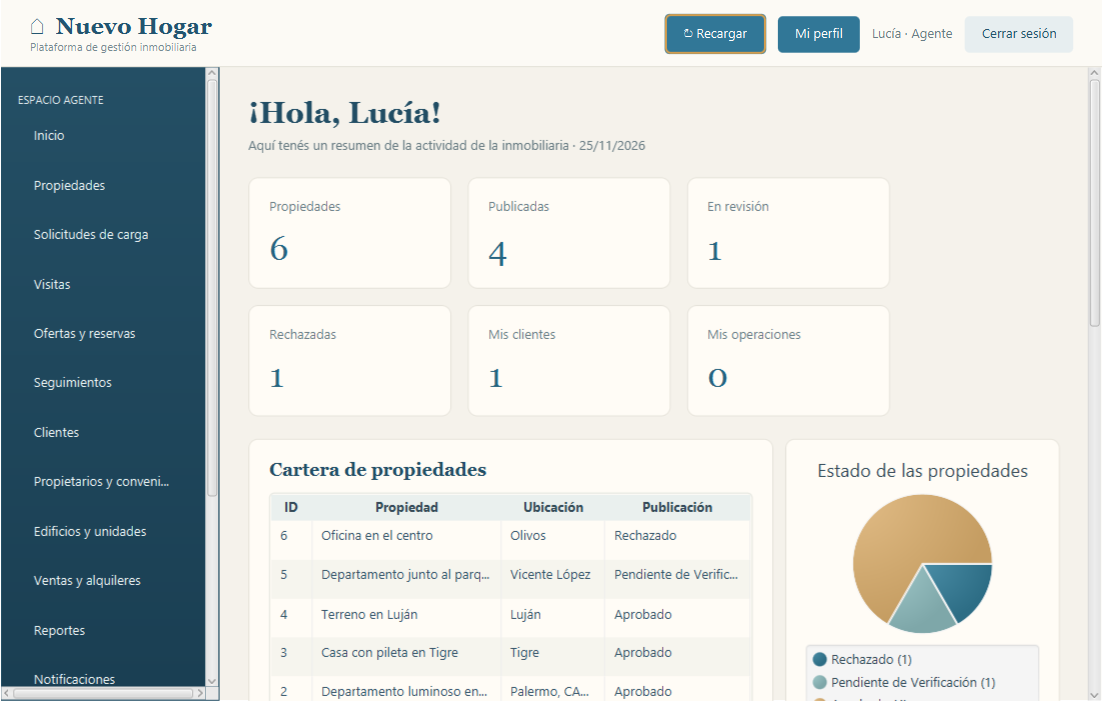 Nuevo Hogar
Plataforma de gestión inmobiliaria
Recargar
Mi perfil
Lucía · Agente
Cerrar sesión
ESPACIO AGENTE
Inicio
Propiedades
Solicitudes de carga
Visitas
Ofertas y reservas
Seguimientos
Clientes
Propietarios y conveni...
Edificios y unidades
Ventas y alquileres
Reportes
Notificaciones
¡Hola, Lucía!
Aquí tenés un resumen de la actividad de la inmobiliaria · 25/11/2026
Propiedades
6
Publicadas
4
En revisión
1
Rechazadas
1
Mis clientes
1
Mis operaciones
0
Cartera de propiedades
ID Propiedad Ubicación Publicación
6 Oficina en el centro Olivos Rechazado
5 Departamento junto al parq... Vicente López Pendiente de Verific...
4 Terreno en Luján Luján Aprobado
3 Casa con pileta en Tigre Tigre Aprobado
2 Departamento luminoso en... Palermo, CA... Aprobado
Estado de las propiedades
Rechazado (1)
Pendiente de Verificación (1)